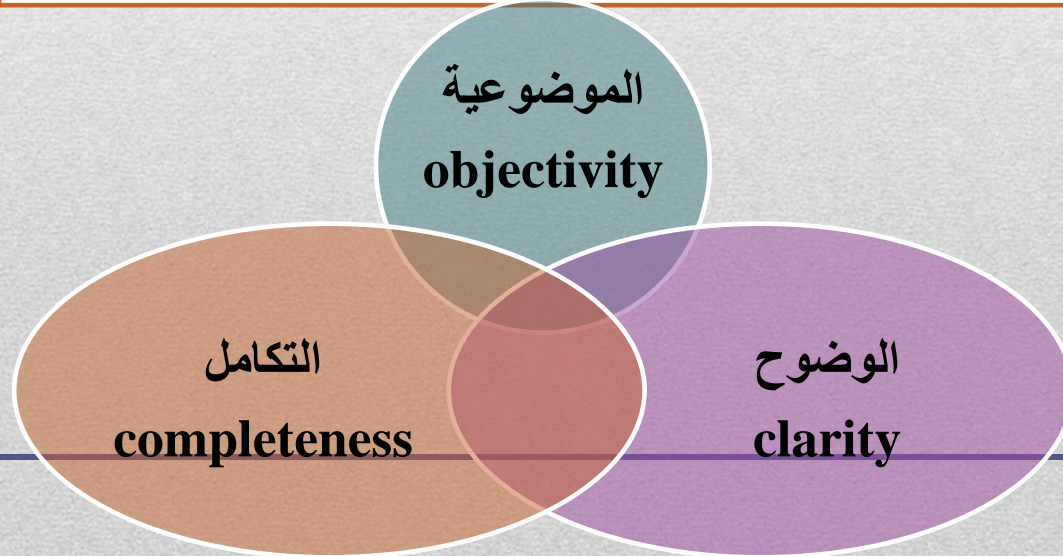 الموضوعية
objectivity
التكامل
completeness
الوضوح
clarity